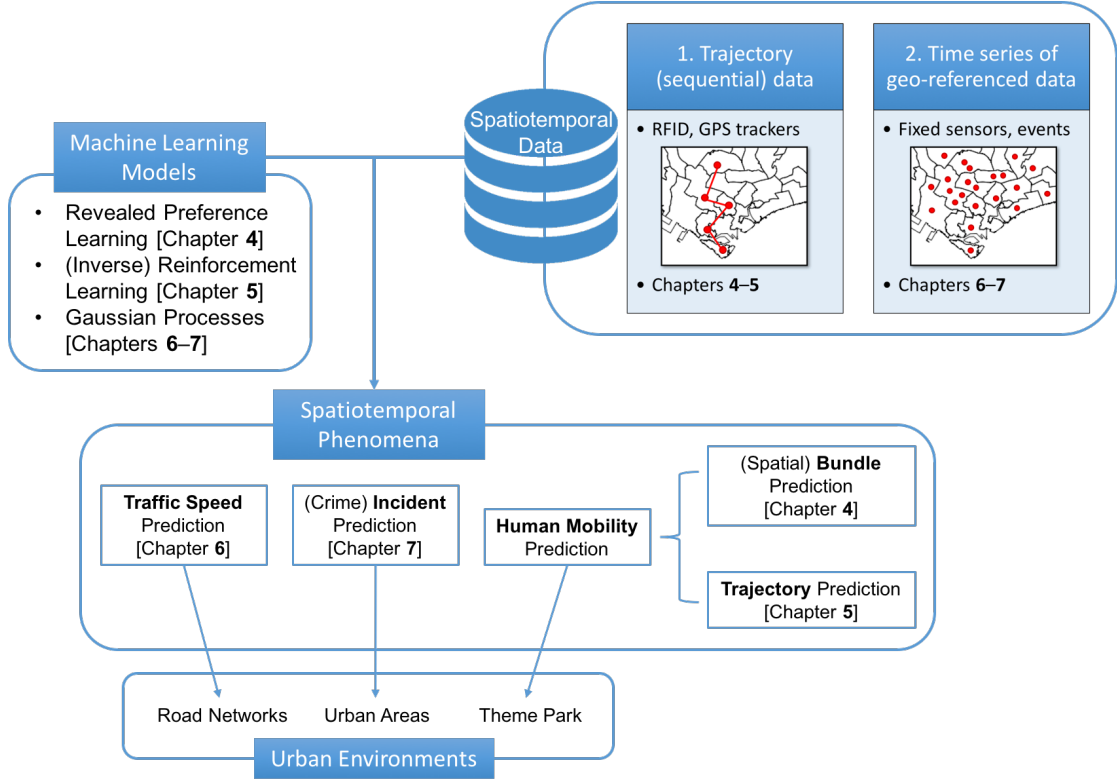 1. Trajectory
(sequential) data
• RFID, GPS trackers
• Chapters 4–5
2. Time series of
geo-referenced data
• Fixed sensors, events
• Chapters 6–7
Spatiotemporal
Data
Machine Learning
Models
• Revealed Preference
Learning [Chapter 4]
• (Inverse) Reinforcement
Learning [Chapter 5]
• Gaussian Processes
[Chapters 6–7]
Spatiotemporal
Phenomena
Traffic Speed
Prediction
[Chapter 6]
(Crime) Incident
Prediction
[Chapter 7]
Human Mobility
Prediction
(Spatial) Bundle
Prediction
[Chapter 4]
Trajectory Prediction
[Chapter 5]
Road Networks
Urban Areas
Theme Park
Urban Environments